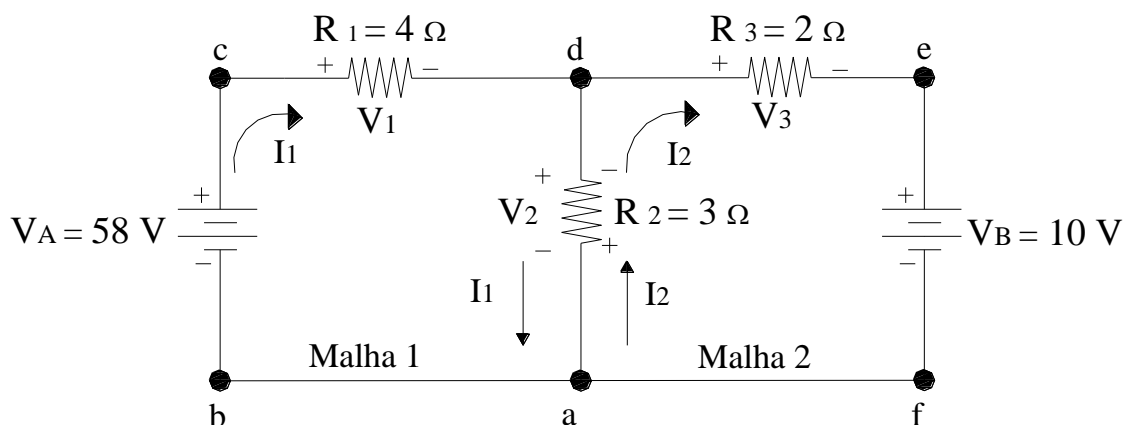 R 1 = 4 Ω R 3 = 2 Ω
c d e
+ − + −
V1 V3
I1 I2
+ + − +
VA = 58 V V2 R 2 = 3 Ω VB = 10 V
− − + −
I1 I2
Malha 1 Malha 2
b a f